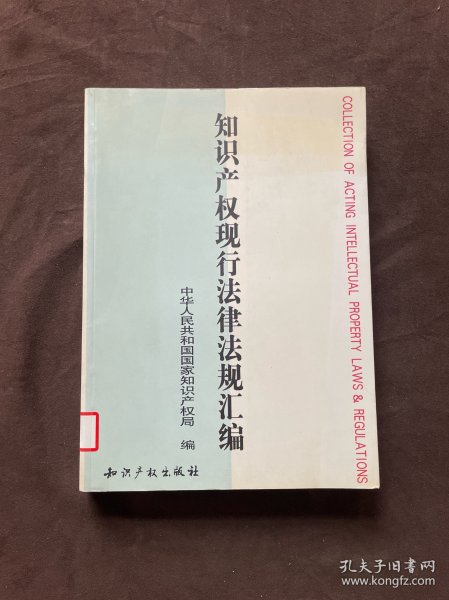 COLLECTION OF ACTING INTELLECTUAL PROPERTY LAWS & REGULATIONS
知识产权现行法律法规汇编
中华人民共和国国家知识产权局 编
知识产权出版社
孔夫子旧书网
www.kongfz.com